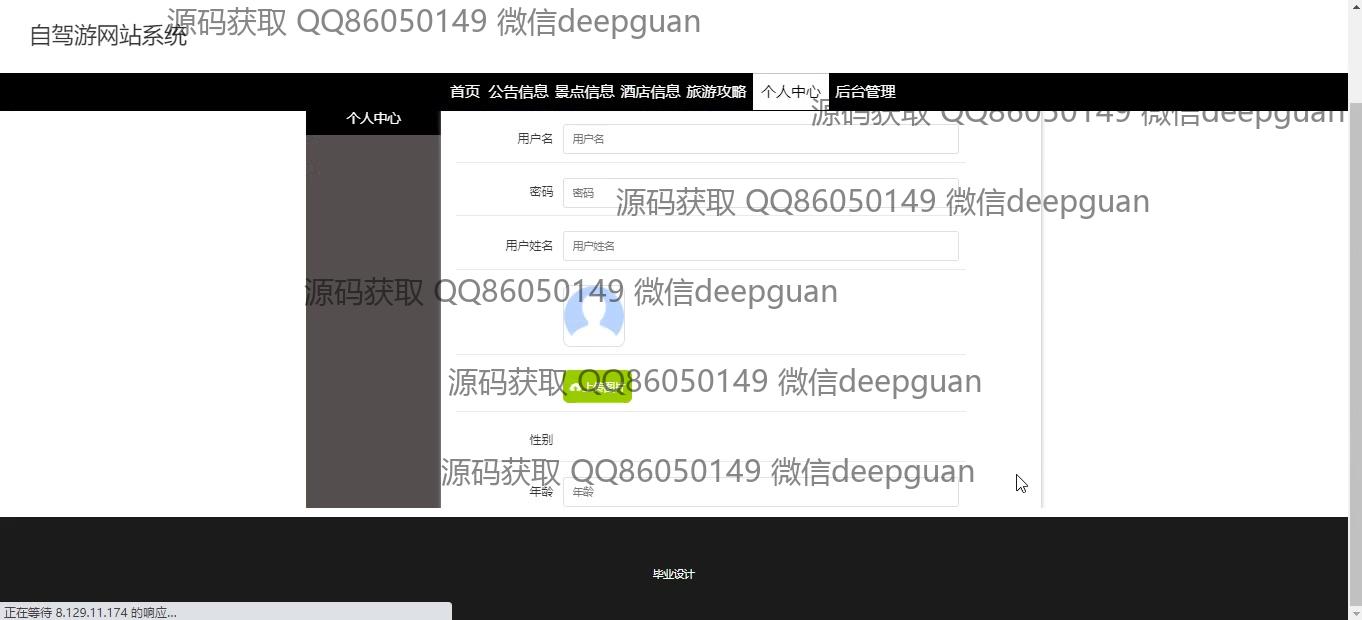 源码获取 QQ86050149 微信deepguan
自驾游网站系统
首页 公告信息 景点信息 酒店信息 旅游攻略 个人中心 后台管理
源码获取 QQ86050149 微信deepguan
个人中心
用户名 用户名
密码 密码
源码获取 QQ86050149 微信deepguan
用户姓名 用户姓名
源码获取 QQ86050149 微信deepguan
上传图片
源码获取 QQ86050149 微信deepguan
性别
源码获取 QQ86050149 微信deepguan
年龄 年龄
毕业设计
正在等待 8.129.11.174 的响应...